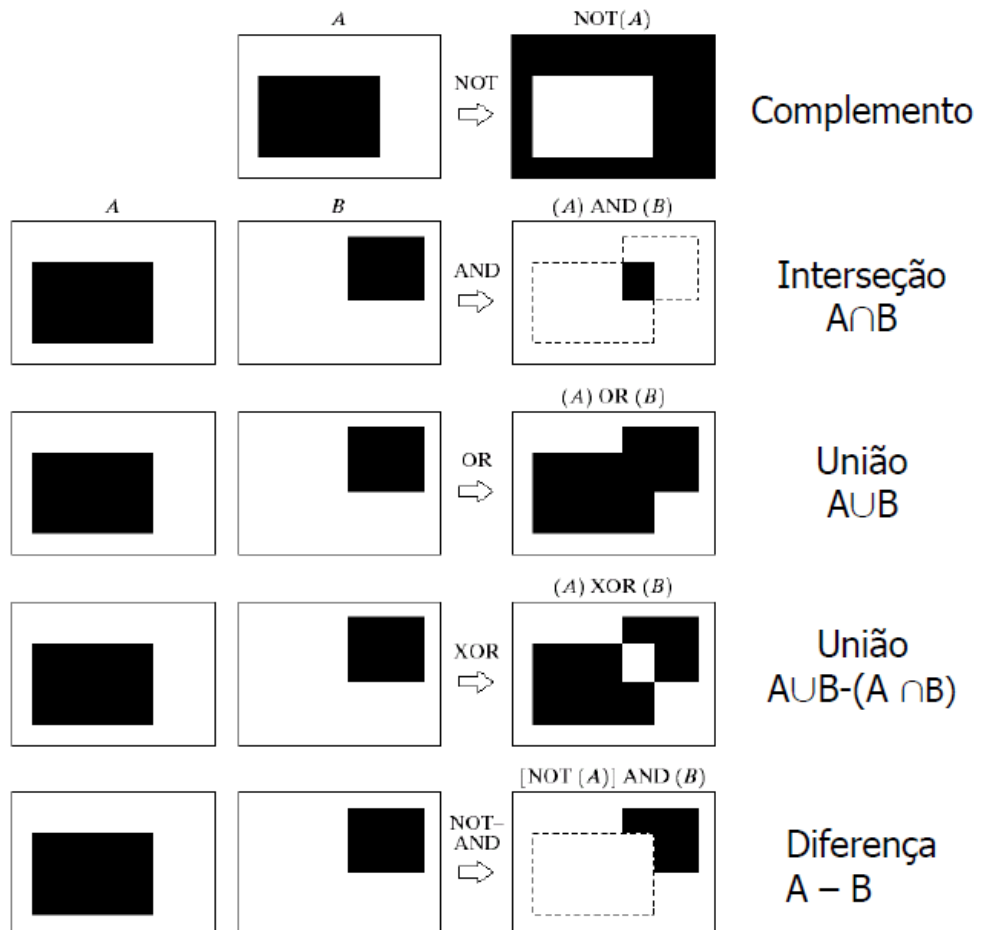 A
NOT(A)
NOT
Complemento
A
B
(A) AND (B)
AND
Interseção
A∩B
(A) OR (B)
OR
União
A∪B
(A) XOR (B)
XOR
União
A∪B-(A ∩B)
[NOT (A)] AND (B)
NOT–
AND
Diferença
A – B